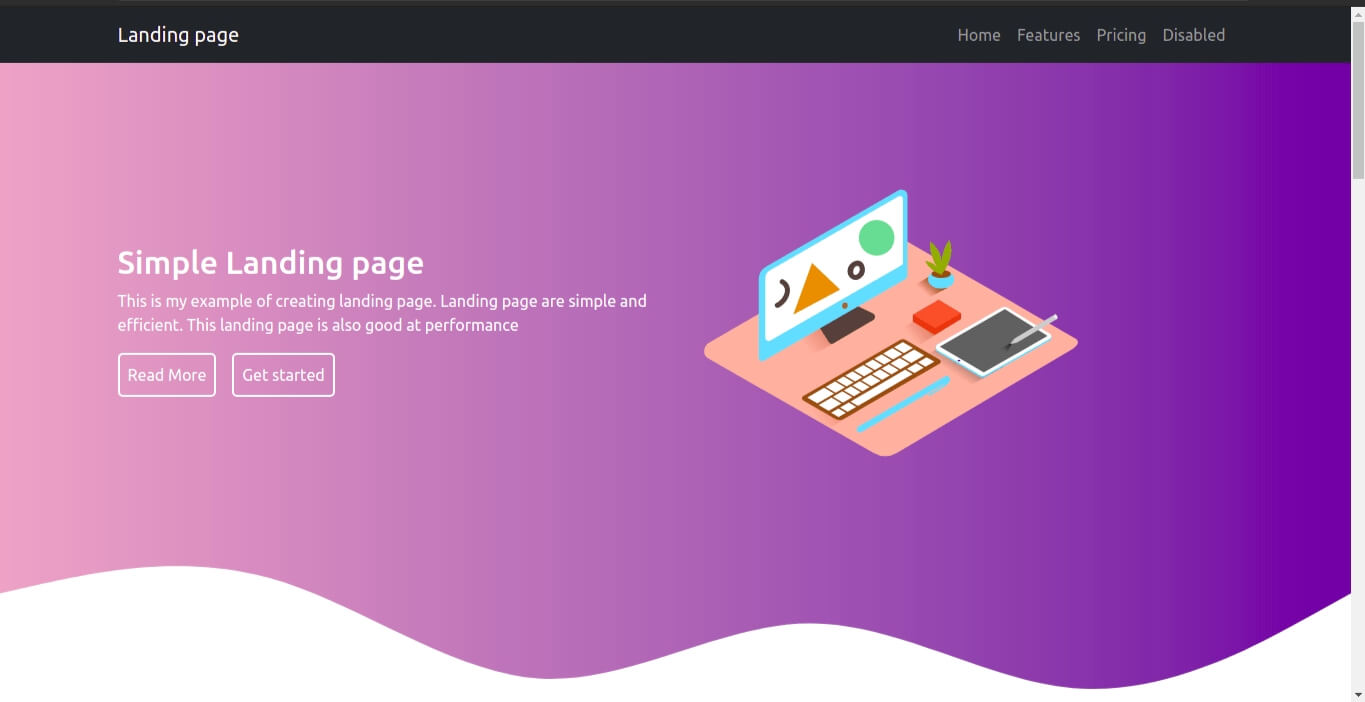 Landing page
Home Features Pricing Disabled
Simple Landing page
This is my example of creating landing page. Landing page are simple and
efficient. This landing page is also good at performance
Read More Get started